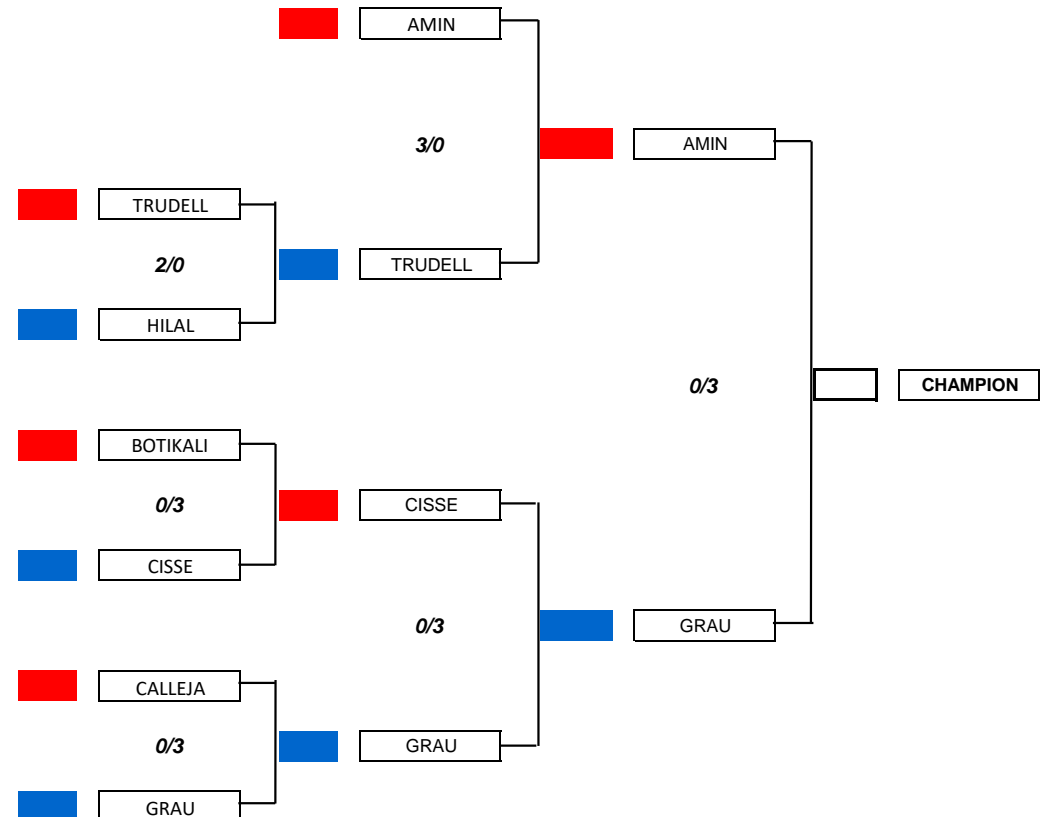 AMIN
3/0
AMIN
TRUDELL
2/0
TRUDELL
HILAL
0/3
CHAMPION
BOTIKALI
0/3
CISSE
CISSE
0/3
GRAU
CALLEJA
0/3
GRAU
GRAU